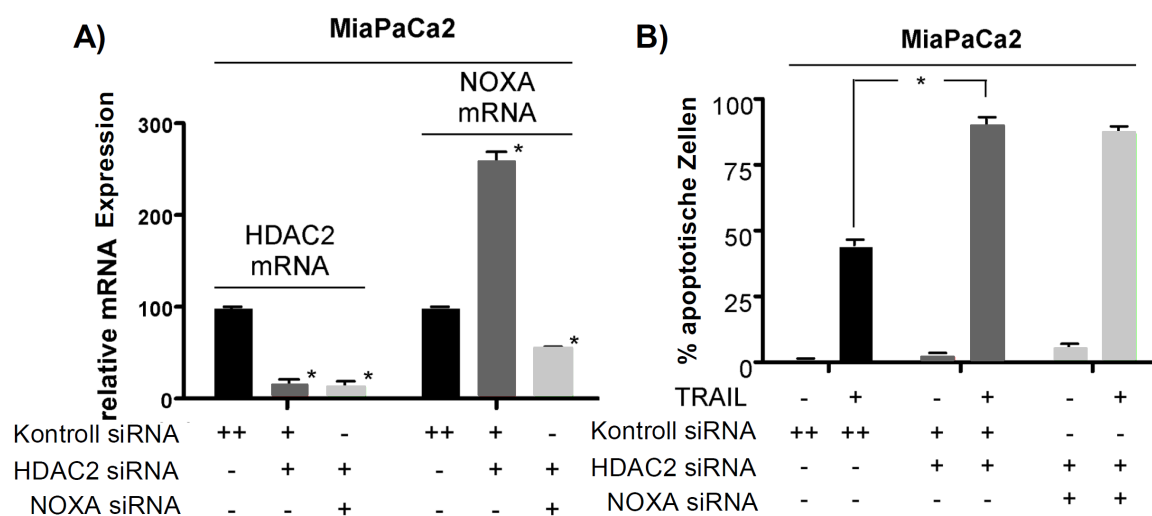 A)
MiaPaCa2
NOXA
mRNA
HDAC2
mRNA
relative mRNA Expression
300
200
100
0
*
*
*
*
Kontroll siRNA ++ + - ++ + -
HDAC2 siRNA - + + - + +
NOXA siRNA - - + - - +
B)
MiaPaCa2
*
% apoptotische Zellen
100
75
50
25
0
TRAIL - + - + - +
Kontroll siRNA ++ ++ + + - -
HDAC2 siRNA - - + + + +
NOXA siRNA - - - - + +